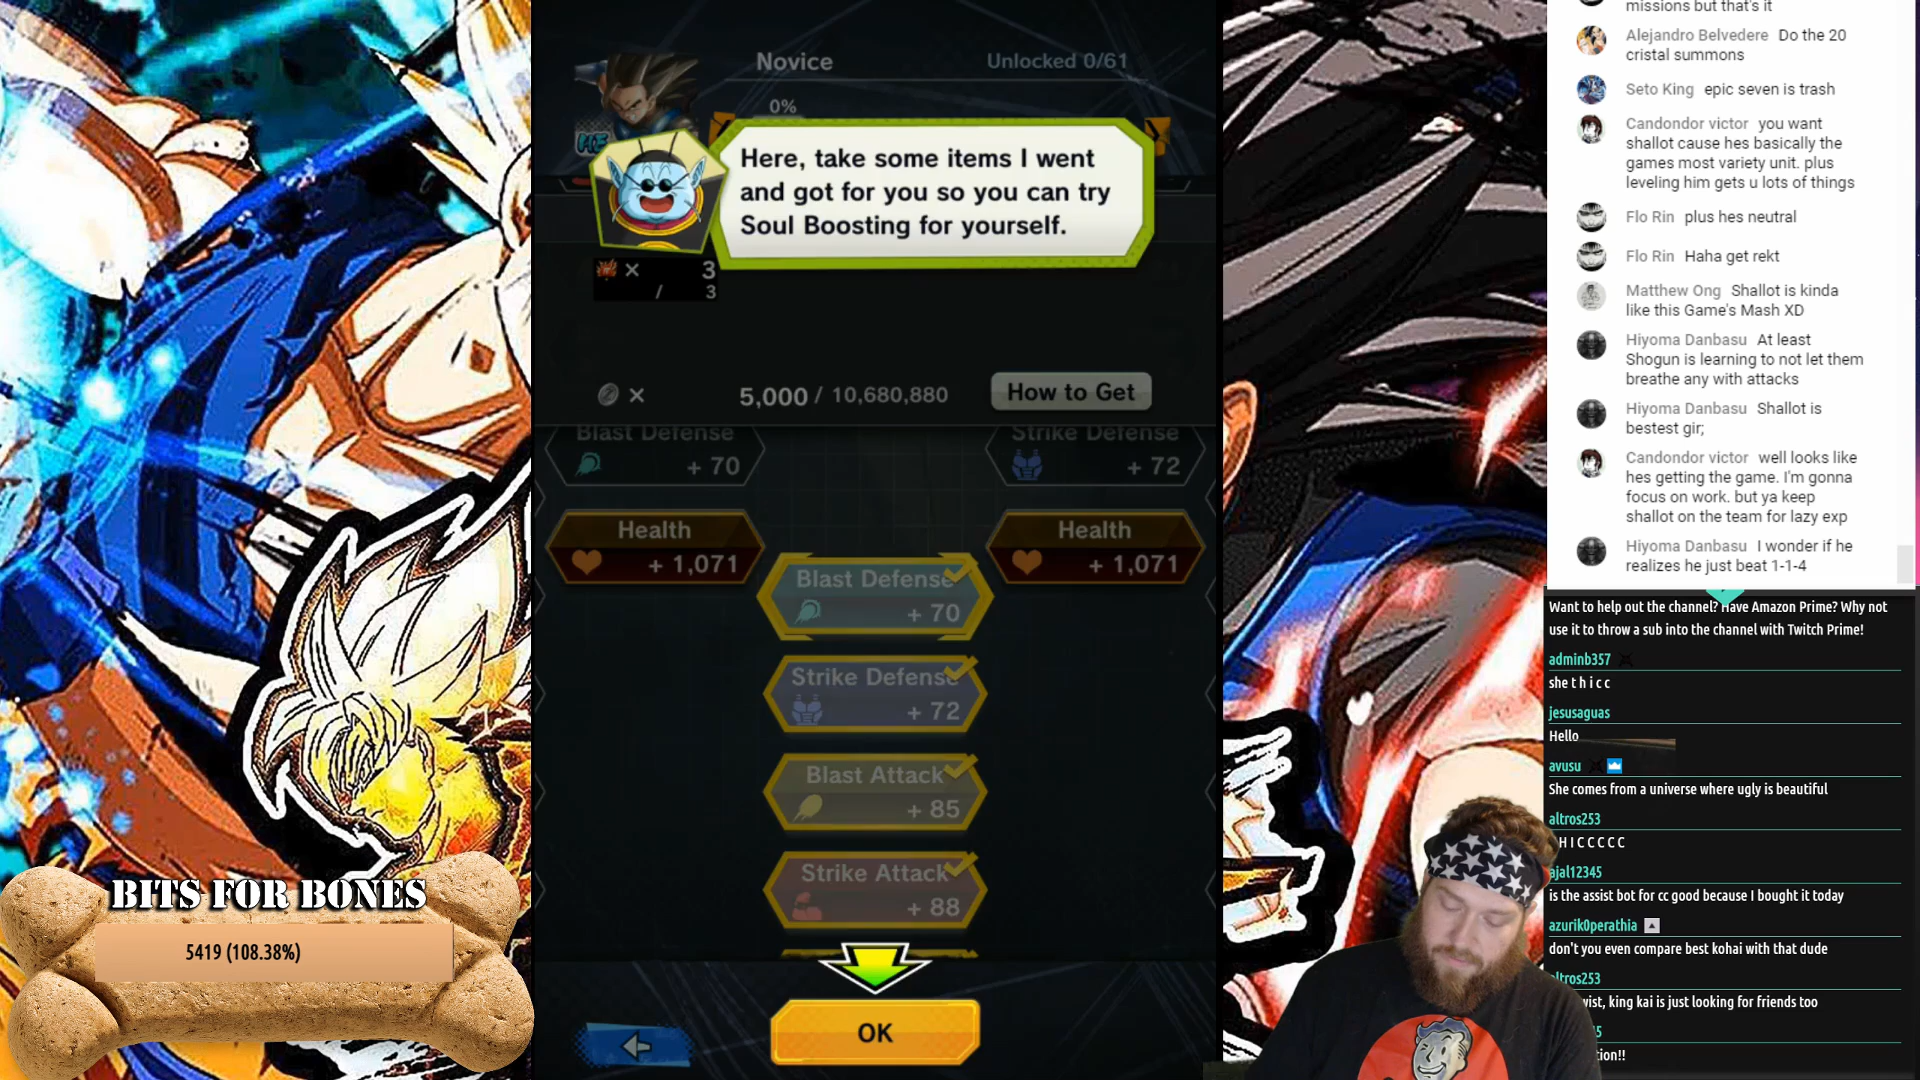 Novice
Unlocked 0/61
0%
Here, take some items I went
and got for you so you can try
Soul Boosting for yourself.
× 3
/ 3
× 5,000 / 10,680,880
How to Get
Blast Defense
+ 70
Strike Defense
+ 72
Health
+ 1,071
Health
+ 1,071
Blast Defense
+ 70
Strike Defense
+ 72
Blast Attack
+ 85
Strike Attack
+ 88
OK
BITS FOR BONES
5419 (108.38%)
missions but that's it
Alejandro Belvedere Do the 20
cristal summons
Seto King epic seven is trash
Candondor victor you want
shallot cause hes basically the
games most variety unit. plus
leveling him gets u lots of things
Flo Rin plus hes neutral
Flo Rin Haha get rekt
Matthew Ong Shallot is kinda
like this Game's Mash XD
Hiyoma Danbasu At least
Shogun is learning to not let them
breathe any with attacks
Hiyoma Danbasu Shallot is
bestest gir;
Candondor victor well looks like
hes getting the game. I'm gonna
focus on work. but ya keep
shallot on the team for lazy exp
Hiyoma Danbasu I wonder if he
realizes he just beat 1-1-4
Want to help out the channel? Have Amazon Prime? Why not
use it to throw a sub into the channel with Twitch Prime!
adminb357
she t h i c c
jesusaguas
Hello
avusu
She comes from a universe where ugly is beautiful
altros253
H I C C C C C
ajal12345
is the assist bot for cc good because I bought it today
azurik0perathia
don't you even compare best kohai with that dude
altros253
king kai is just looking for friends too